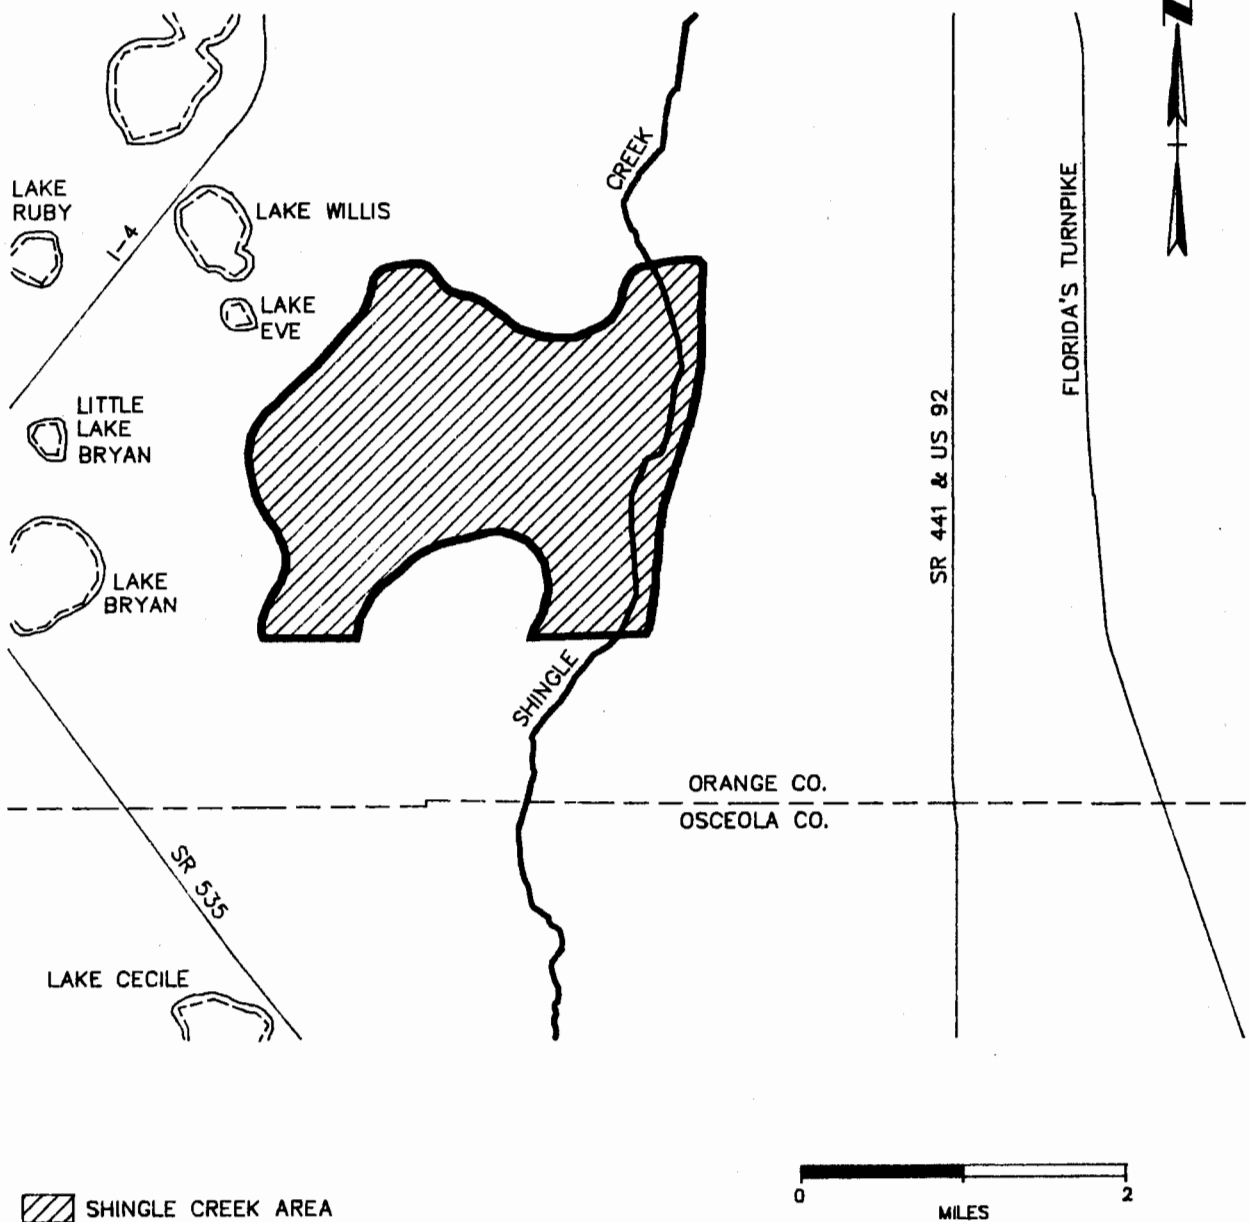 LAKE
RUBY
I-4
LAKE WILLIS
LAKE
EVE
CREEK
LITTLE
LAKE
BRYAN
LAKE
BRYAN
SHINGLE
SR 441 & US 92
FLORIDA'S TURNPIKE
ORANGE CO.
OSCEOLA CO.
SR 535
LAKE CECILE
SHINGLE CREEK AREA
0 2
MILES